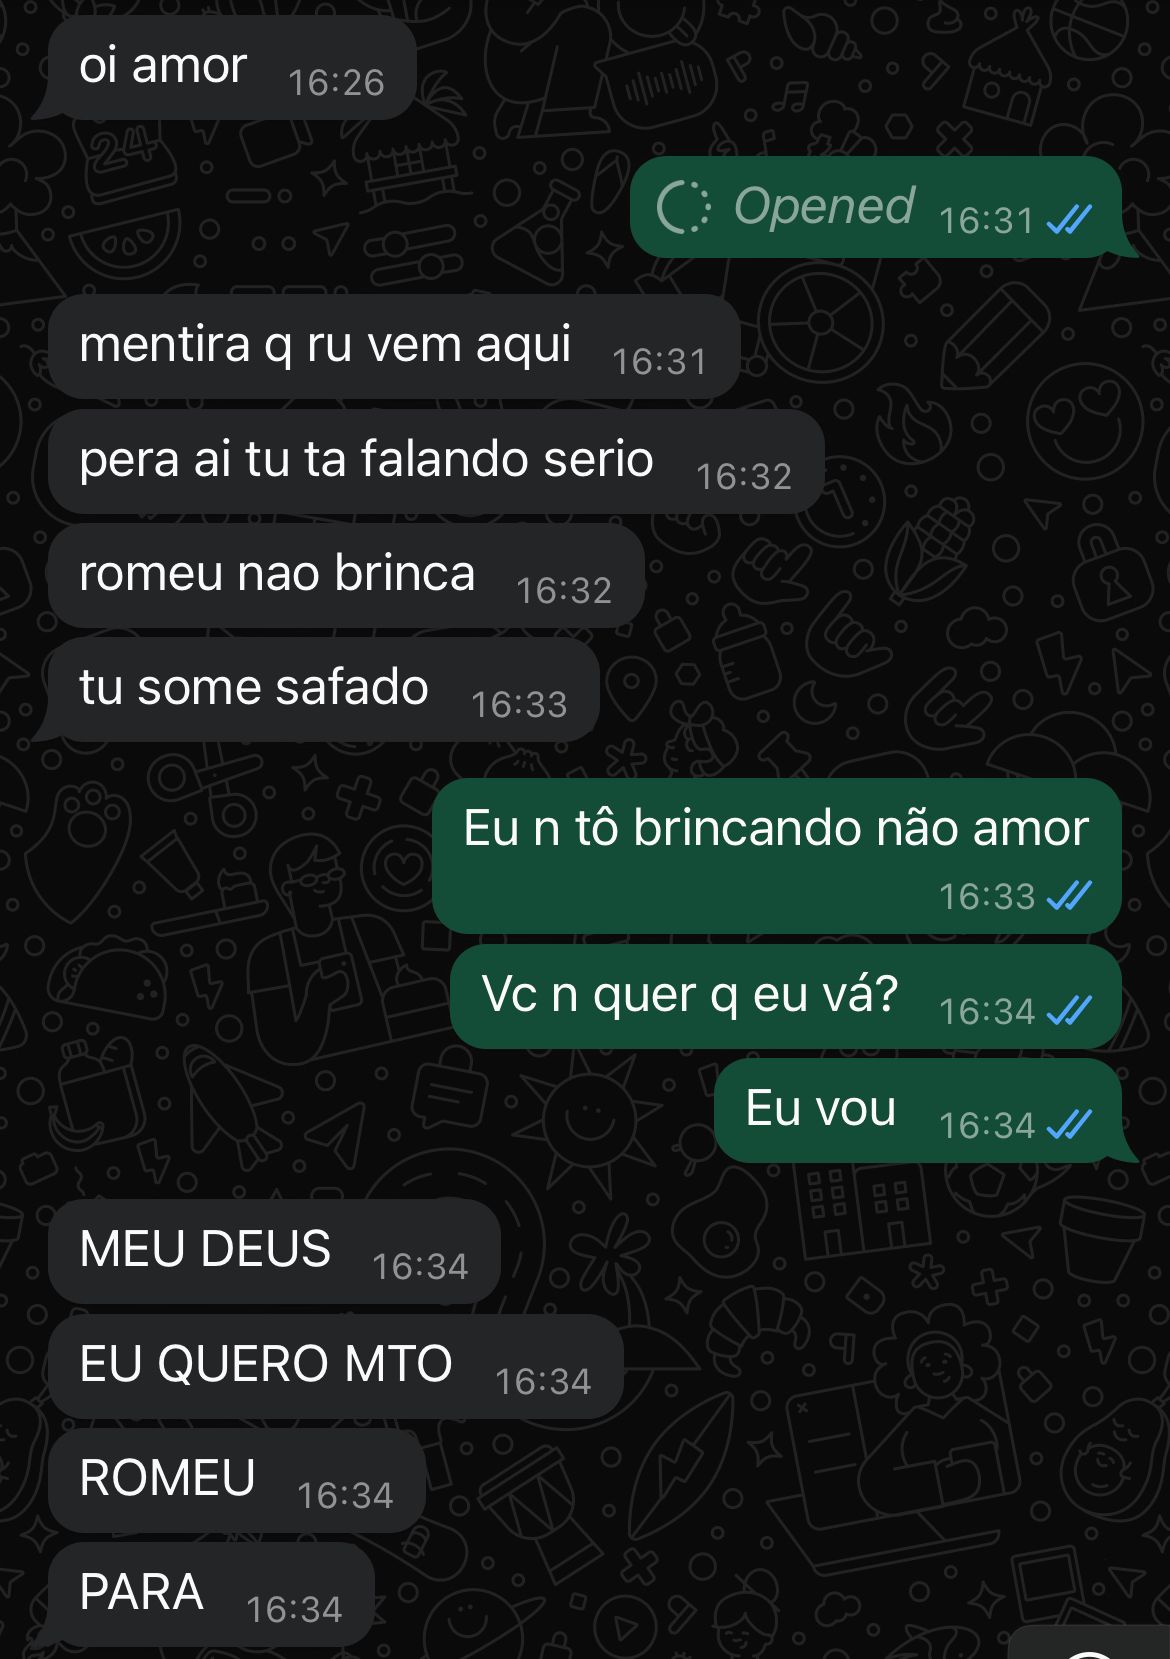 oi amor 16:26
Opened 16:31
mentira q ru vem aqui 16:31
pera ai tu ta falando serio 16:32
romeu nao brinca 16:32
tu some safado 16:33
Eu n tô brincando não amor
16:33
Vc n quer q eu vá? 16:34
Eu vou 16:34
MEU DEUS 16:34
EU QUERO MTO 16:34
ROMEU 16:34
PARA 16:34